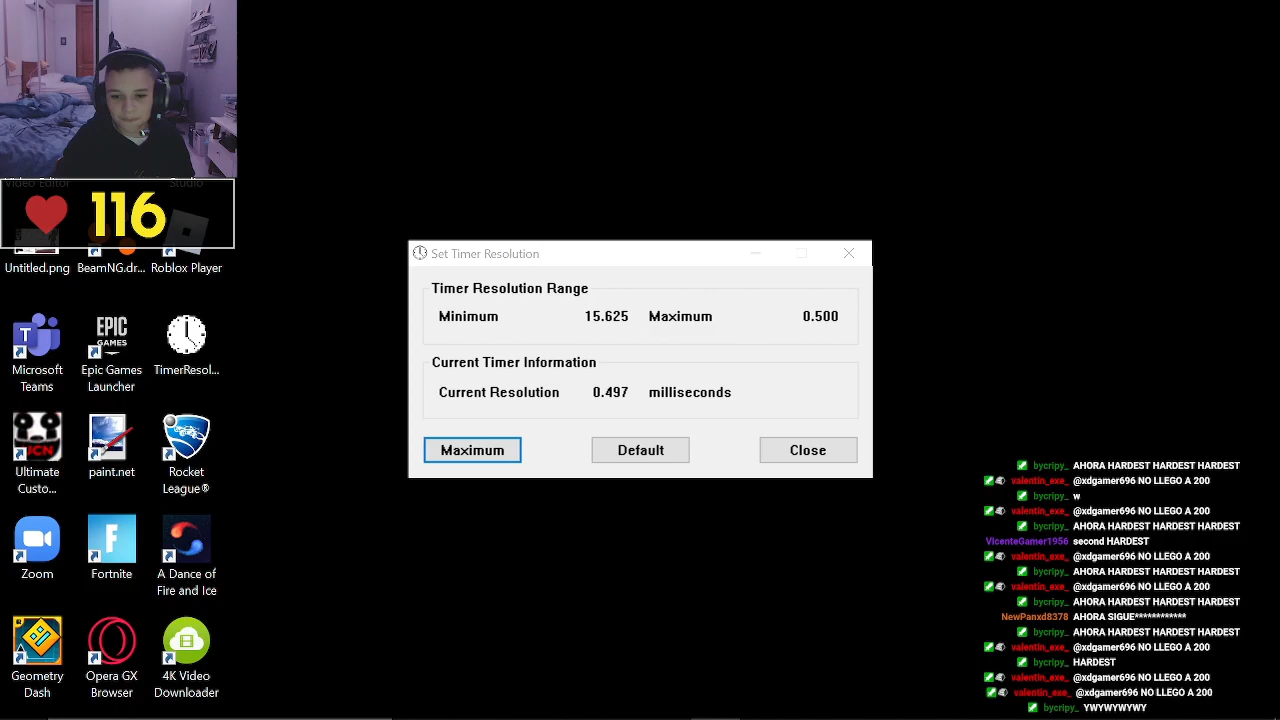 Video Editor
Studio
116
Untitled.png
BeamNG.dr...
Roblox Player
Microsoft
Teams
EPIC
GAMES
Epic Games
Launcher
TimerResol...
UCN
Ultimate
Custo...
paint.net
Rocket
League®
Zoom
Fortnite
A Dance of
Fire and Ice
Geometry
Dash
Opera GX
Browser
4K Video
Downloader
Set Timer Resolution
Timer Resolution Range
Minimum 15.625 Maximum 0.500
Current Timer Information
Current Resolution 0.497 milliseconds
Maximum Default Close
bycripy_ AHORA HARDEST HARDEST HARDEST
valentin_exe_ @xdgamer696 NO LLEGO A 200
bycripy_ w
valentin_exe_ @xdgamer696 NO LLEGO A 200
bycripy_ AHORA HARDEST HARDEST HARDEST
VicenteGamer1956 second HARDEST
valentin_exe_ @xdgamer696 NO LLEGO A 200
bycripy_ AHORA HARDEST HARDEST HARDEST
valentin_exe_ @xdgamer696 NO LLEGO A 200
bycripy_ AHORA HARDEST HARDEST HARDEST
NewPanxd8378 AHORA SIGUE************
bycripy_ AHORA HARDEST HARDEST HARDEST
valentin_exe_ @xdgamer696 NO LLEGO A 200
bycripy_ HARDEST
valentin_exe_ @xdgamer696 NO LLEGO A 200
valentin_exe_ @xdgamer696 NO LLEGO A 200
bycripy_ YWYWYWYWY